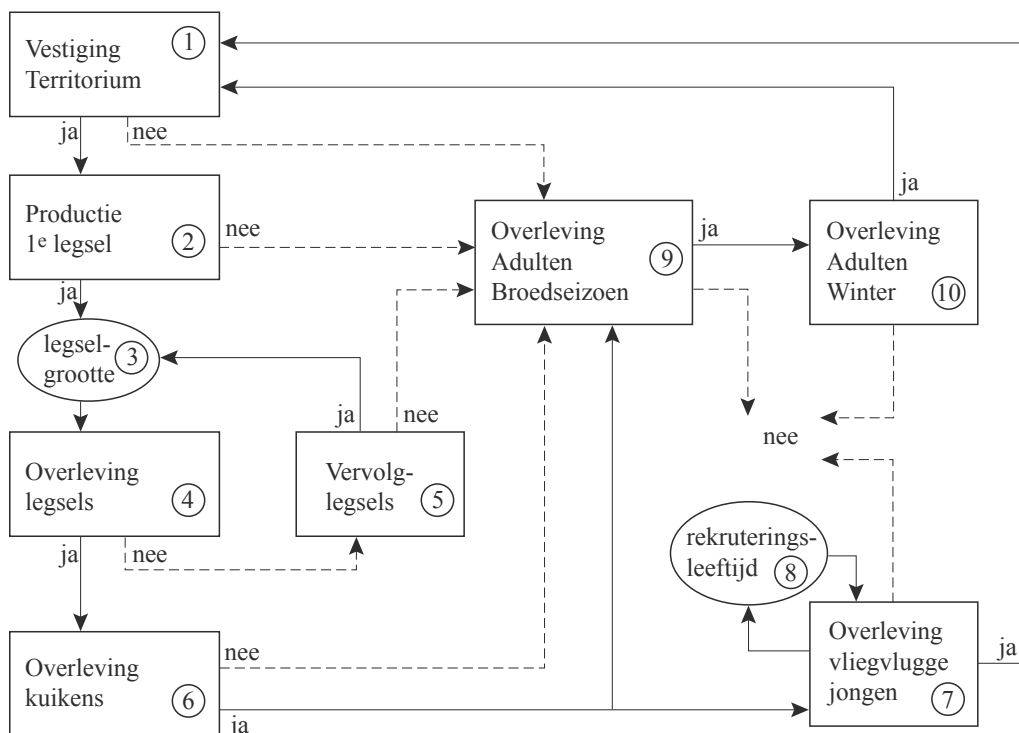 Vestiging
Territorium
1
ja
nee
Productie
1e legsel
2
nee
ja
legsel-
grootte
3
Overleving
legsels
4
ja
nee
ja
nee
Vervolg-
legsels
5
Overleving
kuikens
6
nee
ja
Overleving
Adulten
Broedseizoen
9
ja
Overleving
Adulten
Winter
10
ja
nee
rekruterings-
leeftijd
8
Overleving
vliegvlugge
jongen
7
ja